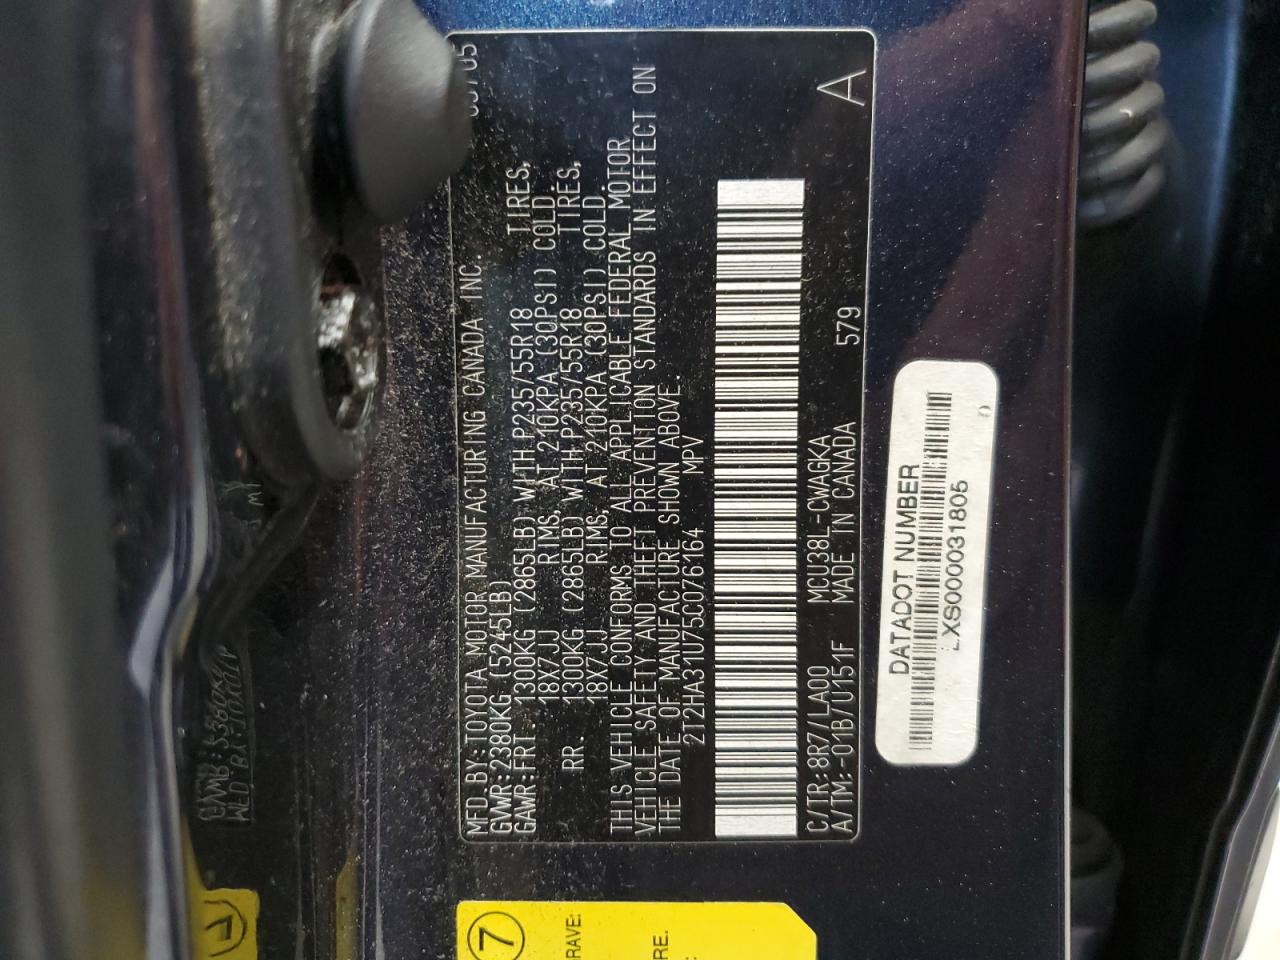 MFD.BY:TOYOTA MOTOR MANUFACTURING CANADA INC.
GVWR:2380KG (5245LB)
GAWR:FRT. 1300KG (2865LB) WITH P235/55R18 TIRES,
18X7JJ RIMS, AT 210KPA (30PSI) COLD
RR. 1300KG (2865LB) WITH P235/55R18 TIRES,
18X7JJ RIMS, AT 210KPA (30PSI) COLD.
THIS VEHICLE CONFORMS TO ALL APPLICABLE FEDERAL MOTOR
VEHICLE SAFETY AND THEFT PREVENTION STANDARDS IN EFFECT ON
THE DATE OF MANUFACTURE SHOWN ABOVE.
2T2HA31U75C076164 MPV
C/TR:8R7/LA00 MCU38L-CWAGKA
A/TM:-01B/U151F MADE IN CANADA 579 A
DATADOT NUMBER
LXS0000031805
7
RAVE:
RE.